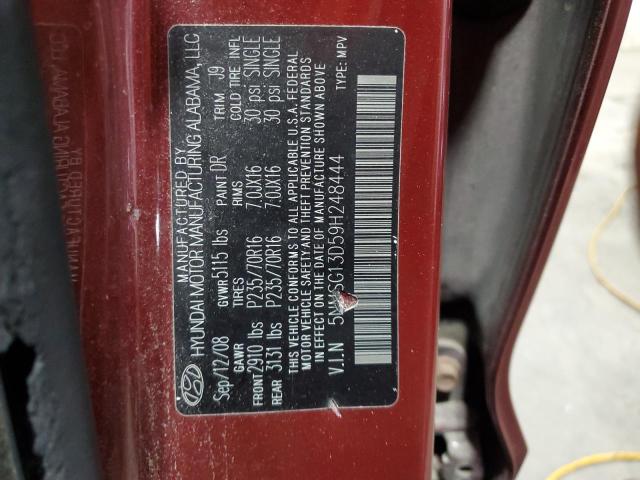 MANUFACTURED BY
HYUNDAI MOTOR MANUFACTURING ALABAMA, LLC
Sep/12/08 GVWR 5115 lbs PAINT DR TRIM J9
GAWR TIRES RIMS COLD TIRE INFL
FRONT 2910 lbs P235/70R16 7.0JX16 30 psi SINGLE
REAR 3131 lbs P235/70R16 7.0JX16 30 psi SINGLE
THIS VEHICLE CONFORMS TO ALL APPLICABLE U.S.A. FEDERAL
MOTOR VEHICLE SAFETY AND THEFT PREVENTION STANDARDS
IN EFFECT ON THE DATE OF MANUFACTURE SHOWN ABOVE
V.I.N TYPE: MPV